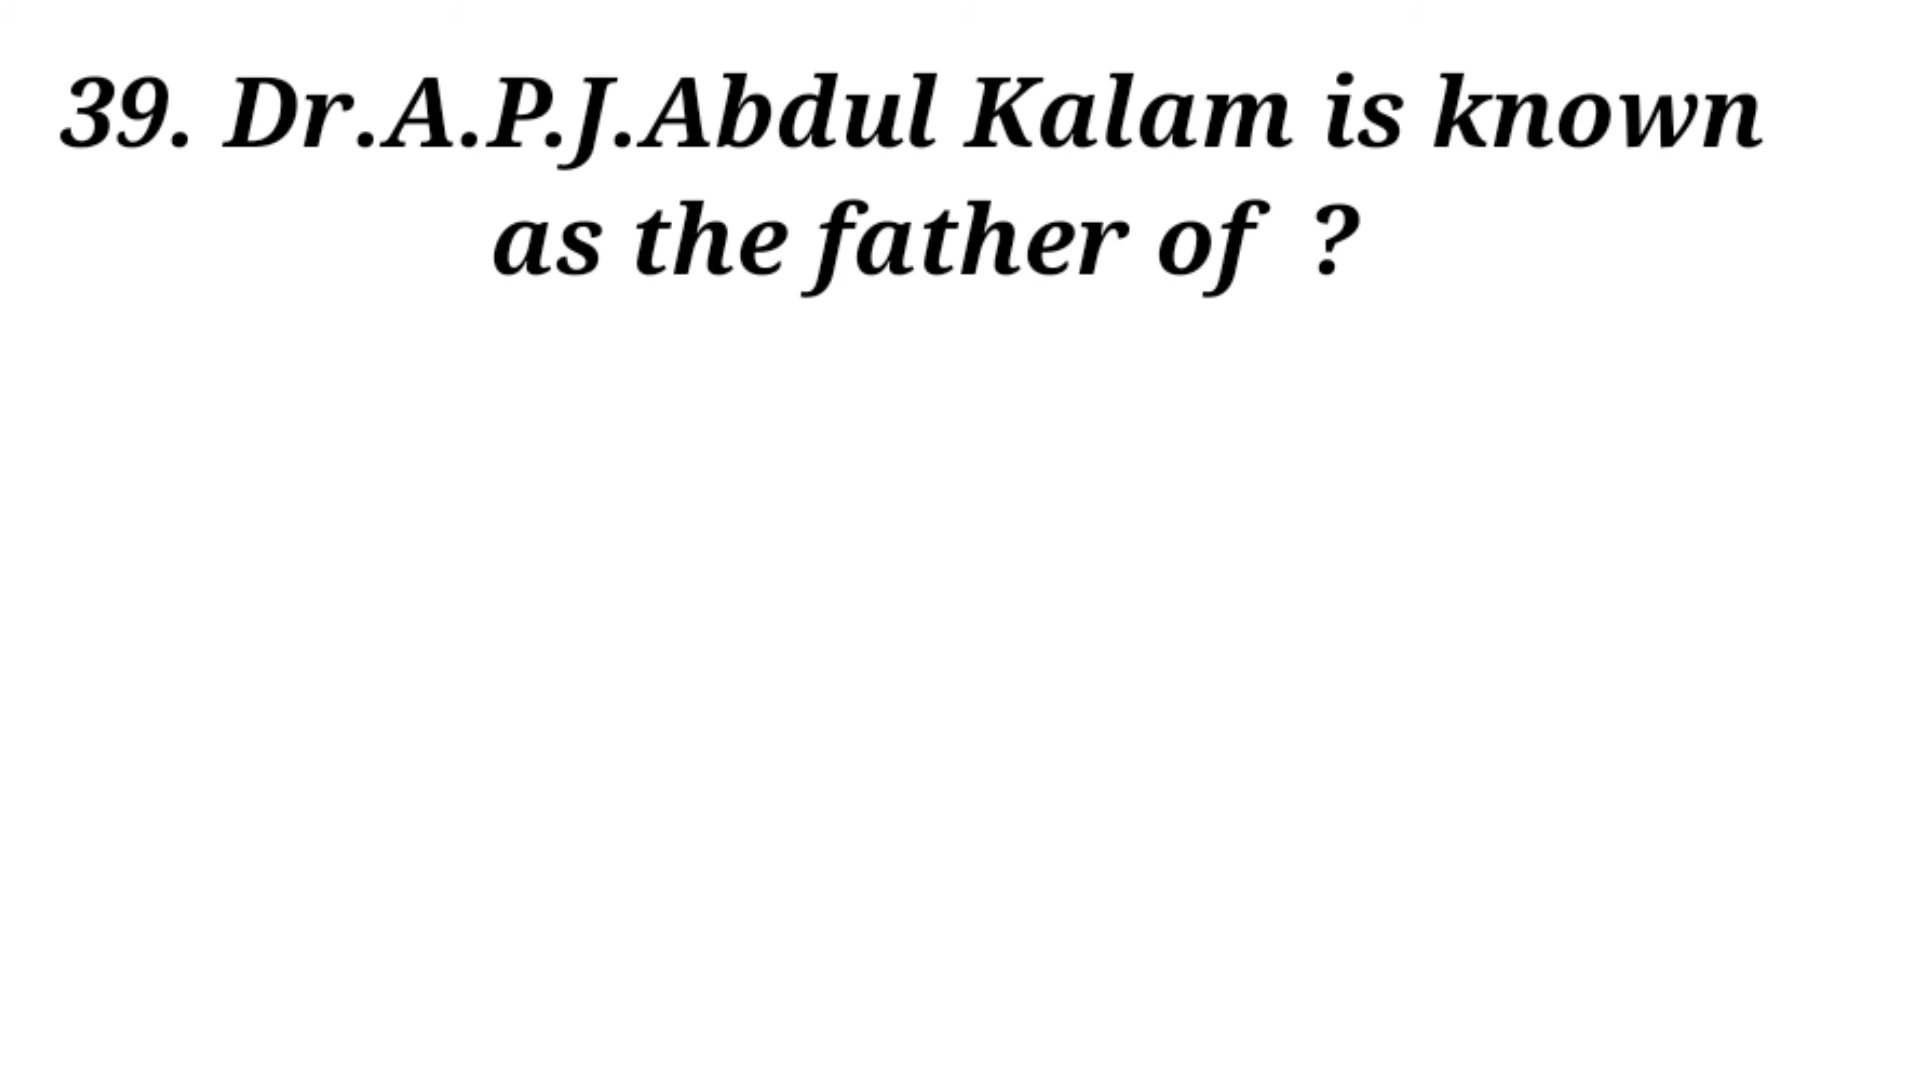 39. Dr.A.P.J.Abdul Kalam is known
as the father of ?